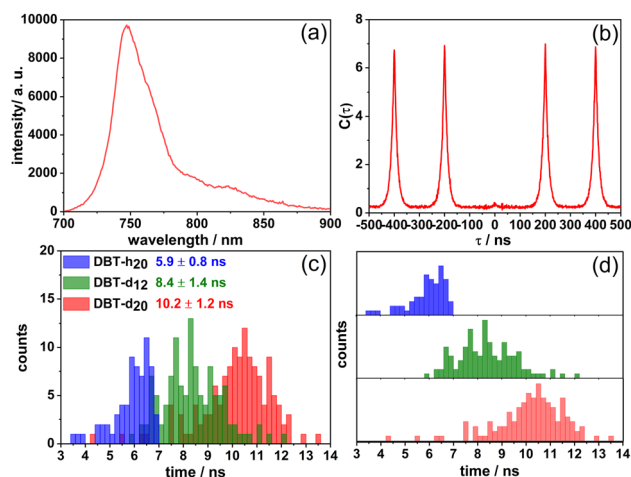 (a)
intensity/ a. u.
10000
8000
6000
4000
2000
0
700 750 800 850 900
wavelength / nm
(b)
C(τ)
8
6
4
2
0
-500-400-300-200-100 0 100 200 300 400 500
τ / ns
(c)
DBT-h20 5.9 ± 0.8 ns
DBT-d12 8.4 ± 1.4 ns
DBT-d20 10.2 ± 1.2 ns
counts
20
15
10
5
0
3 4 5 6 7 8 9 10 11 12 13 14
time / ns
(d)
counts
3 4 5 6 7 8 9 10 11 12 13 14
time / ns